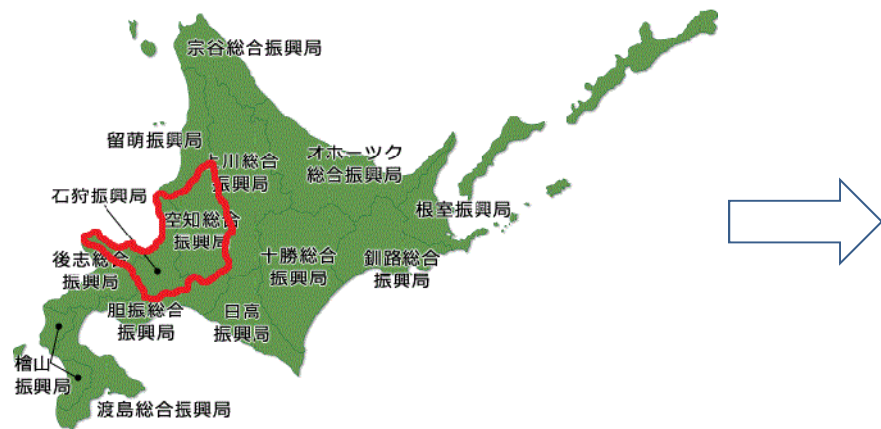 宗谷総合振興局
留萌振興局
上川総合
振興局
オホーツク
総合振興局
石狩振興局
空知総合
振興局
根室振興局
後志総合
振興局
十勝総合
振興局
釧路総合
振興局
胆振総合
振興局
日高
振興局
檜山
振興局
渡島総合振興局